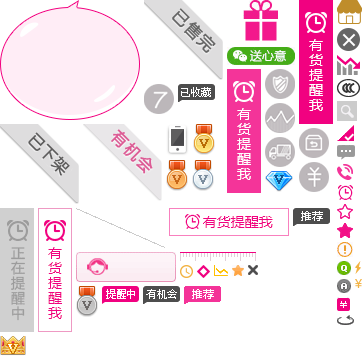 已售完
有货提醒我
送心意
有货提醒我
7
已收藏
已下架
有机会
正在提醒中
有货提醒我
有货提醒我
推荐
提醒中
有机会
推荐